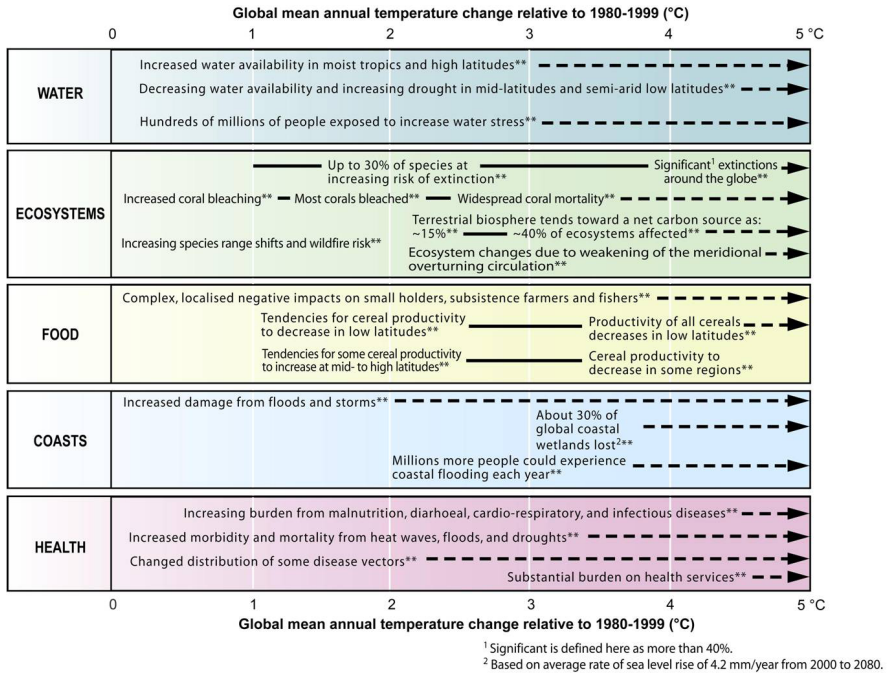 Global mean annual temperature change relative to 1980-1999 (°C)
0 1 2 3 4 5 °C
WATER
Increased water availability in moist tropics and high latitudes**
Decreasing water availability and increasing drought in mid-latitudes and semi-arid low latitudes**
Hundreds of millions of people exposed to increase water stress**
ECOSYSTEMS
Up to 30% of species at
increasing risk of extinction**
Significant¹ extinctions
around the globe**
Increased coral bleaching** Most corals bleached** Widespread coral mortality**
Terrestrial biosphere tends toward a net carbon source as:
~15%** ~40% of ecosystems affected**
Increasing species range shifts and wildfire risk**
Ecosystem changes due to weakening of the meridional
overturning circulation**
FOOD
Complex, localised negative impacts on small holders, subsistence farmers and fishers**
Tendencies for cereal productivity
to decrease in low latitudes**
Productivity of all cereals
decreases in low latitudes**
Tendencies for some cereal productivity
to increase at mid- to high latitudes**
Cereal productivity to
decrease in some regions**
COASTS
Increased damage from floods and storms**
About 30% of
global coastal
wetlands lost²**
Millions more people could experience
coastal flooding each year**
HEALTH
Increasing burden from malnutrition, diarhoeal, cardio-respiratory, and infectious diseases**
Increased morbidity and mortality from heat waves, floods, and droughts**
Changed distribution of some disease vectors**
Substantial burden on health services**
0 1 2 3 4 5 °C
Global mean annual temperature change relative to 1980-1999 (°C)
¹ Significant is defined here as more than 40%.
² Based on average rate of sea level rise of 4.2 mm/year from 2000 to 2080.